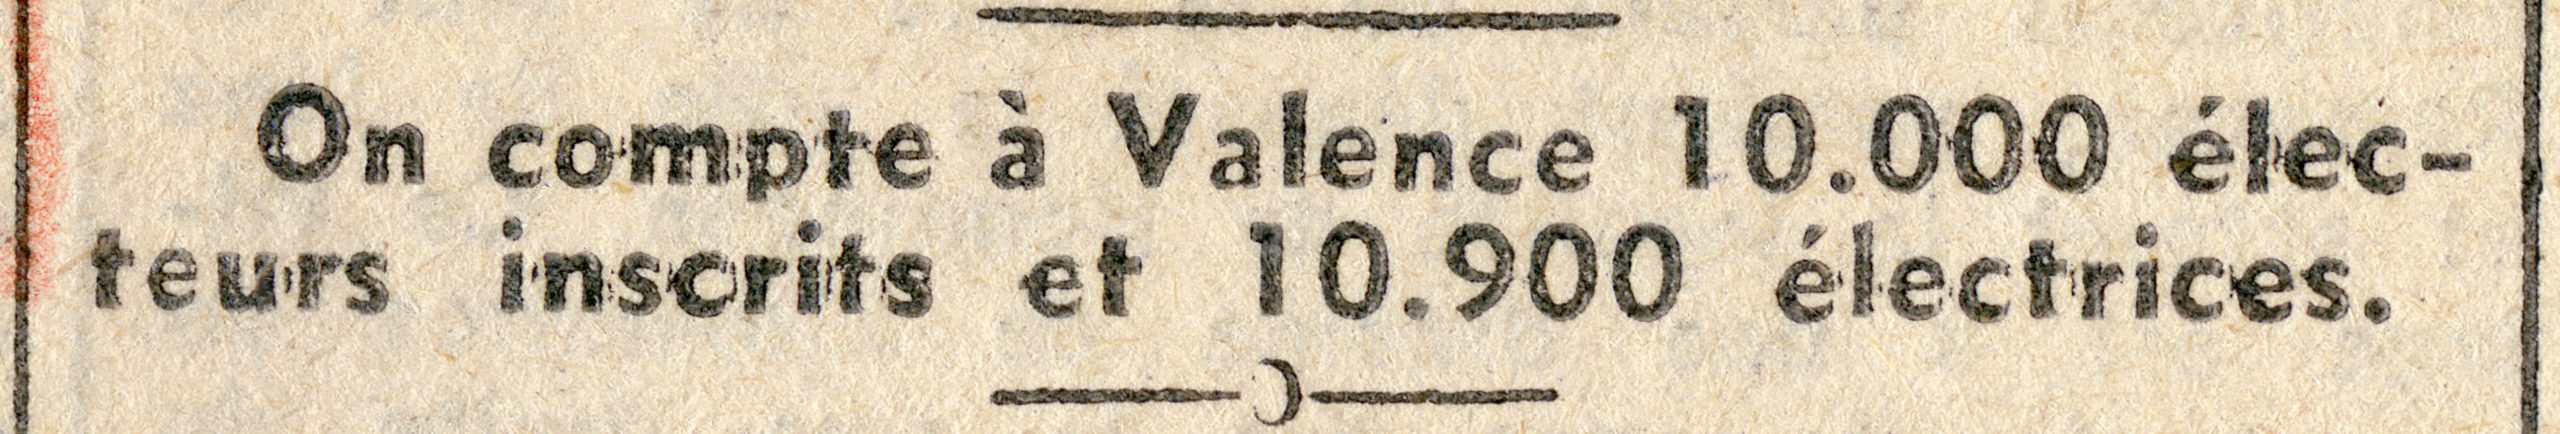 On compte à Valence 10.000 élec-
teurs inscrits et 10.900 électrices.